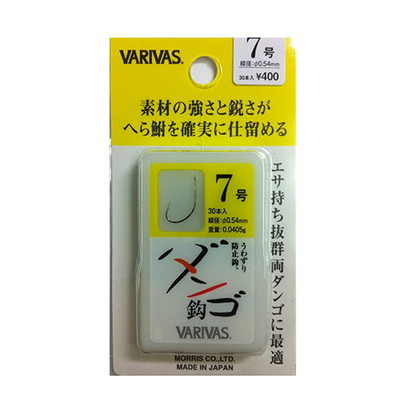 VARIVAS®
7号
線径:φ0.54mm
30本入 ¥400
素材の強さと鋭さが
へら鮒を確実に仕留める
エサ持ち抜群両ダンゴに最適
7号
30本入
線径:φ0.54mm
重量:0.0405g
うわずり
防止鈎。
ダンゴ
鈎
VARIVAS®
MORRIS CO.,LTD.
MADE IN JAPAN